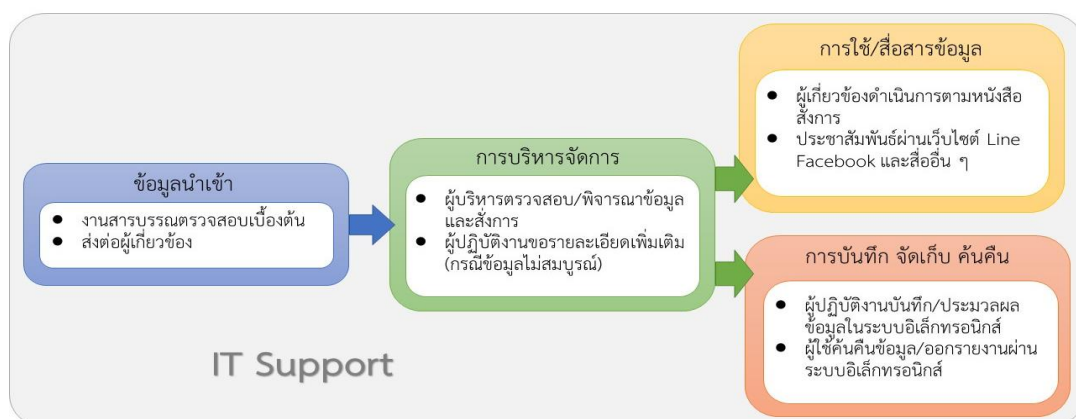 ข้อมูลนำเข้า
● งานสารบรรณตรวจสอบเบื้องต้น
● ส่งต่อผู้เกี่ยวข้อง
การบริหารจัดการ
● ผู้บริหารตรวจสอบ/พิจารณาข้อมูล
และสั่งการ
● ผู้ปฏิบัติงานขอรายละเอียดเพิ่มเติม
(กรณีข้อมูลไม่สมบูรณ์)
การใช้/สื่อสารข้อมูล
● ผู้เกี่ยวข้องดำเนินการตามหนังสือ
สั่งการ
● ประชาสัมพันธ์ผ่านเว็บไซต์ Line
Facebook และสื่ออื่น ๆ
การบันทึก จัดเก็บ ค้นคืน
● ผู้ปฏิบัติงานบันทึก/ประมวลผล
ข้อมูลในระบบอิเล็กทรอนิกส์
● ผู้ใช้ค้นคืนข้อมูล/ออกรายงานผ่าน
ระบบอิเล็กทรอนิกส์
IT Support